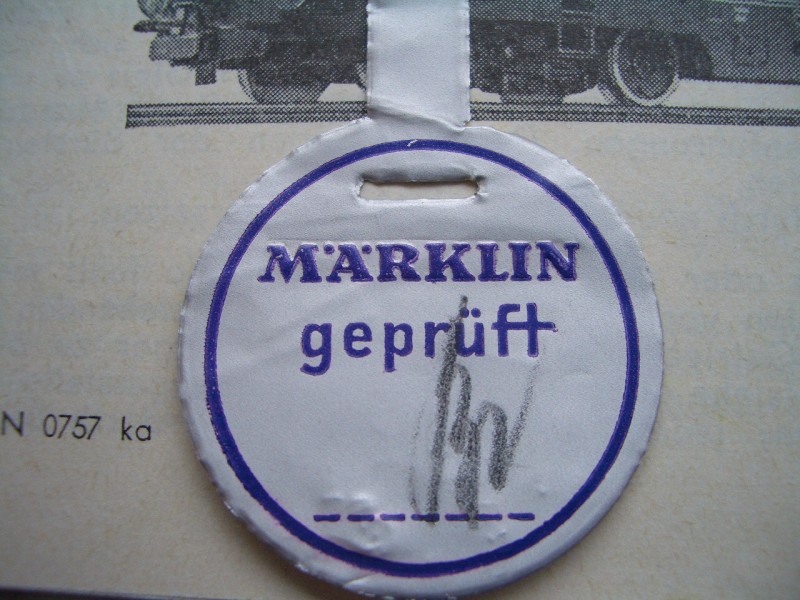 MÄRKLIN
geprüft
N 0757 ka